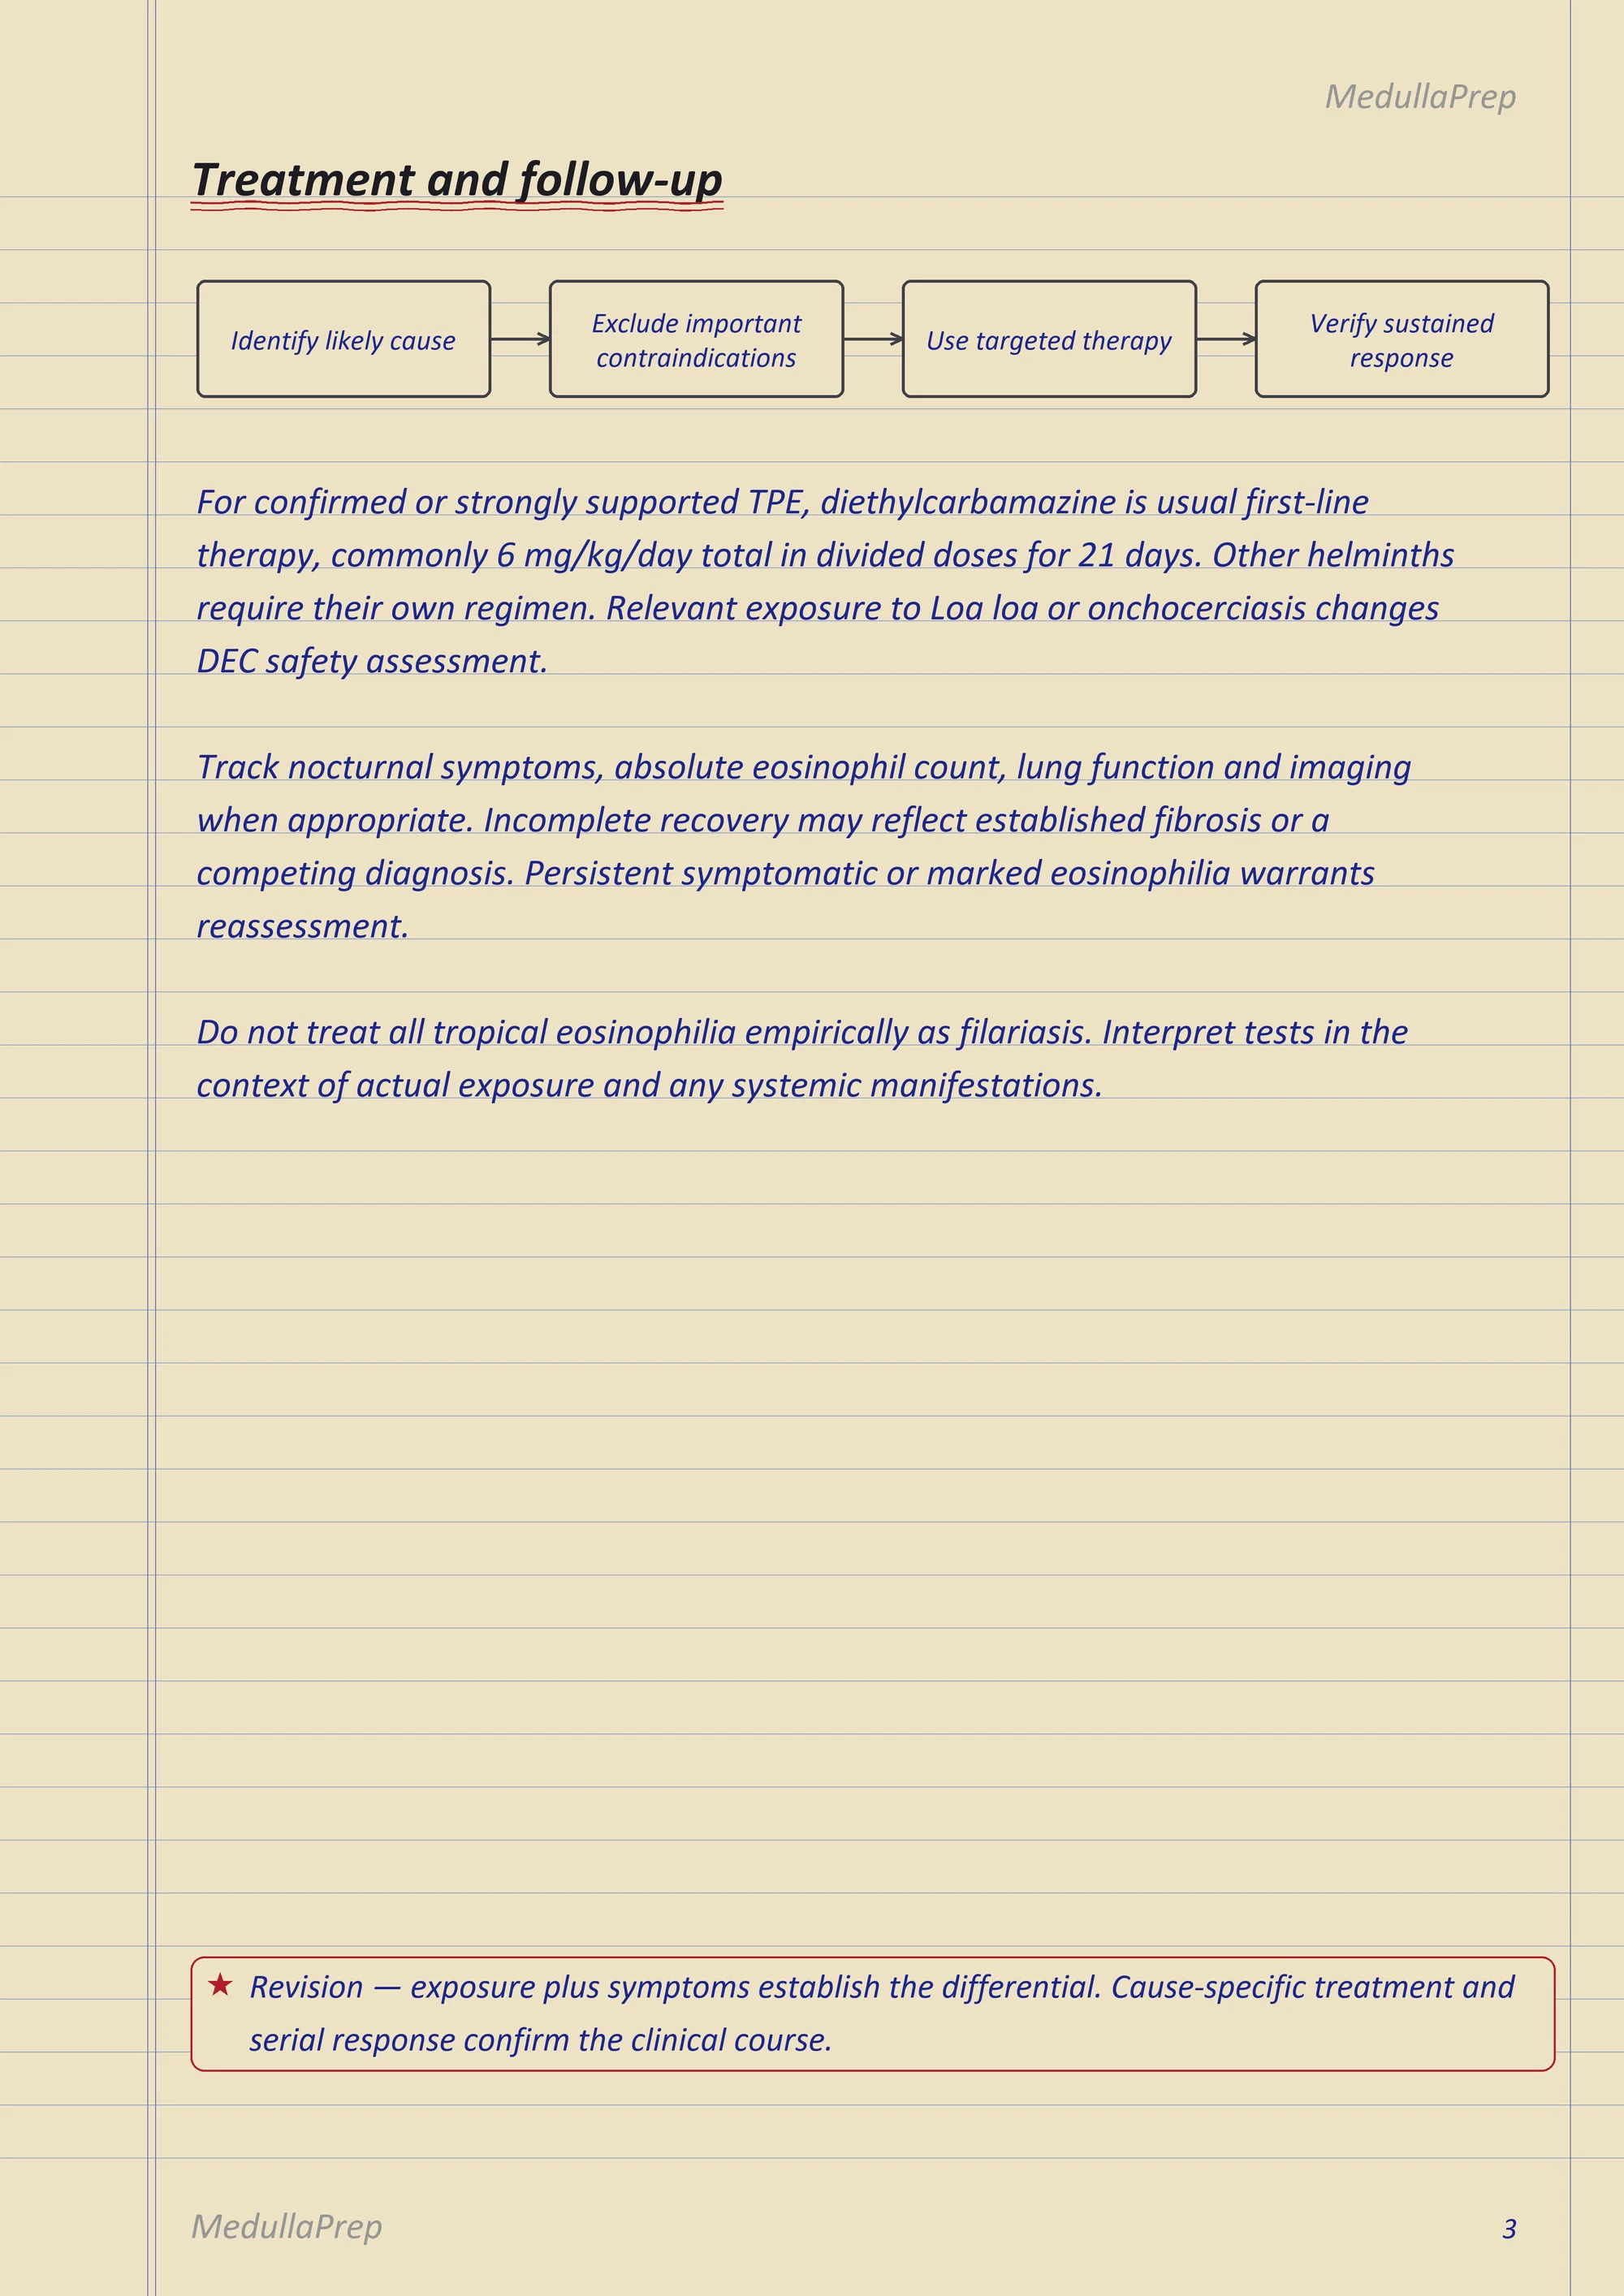 MedullaPrep
Treatment and follow-up
Identify likely cause
Exclude important
contraindications
Use targeted therapy
Verify sustained
response
For confirmed or strongly supported TPE, diethylcarbamazine is usual first-line
therapy, commonly 6 mg/kg/day total in divided doses for 21 days. Other helminths
require their own regimen. Relevant exposure to Loa loa or onchocerciasis changes
DEC safety assessment.
Track nocturnal symptoms, absolute eosinophil count, lung function and imaging
when appropriate. Incomplete recovery may reflect established fibrosis or a
competing diagnosis. Persistent symptomatic or marked eosinophilia warrants
reassessment.
Do not treat all tropical eosinophilia empirically as filariasis. Interpret tests in the
context of actual exposure and any systemic manifestations.
★ Revision — exposure plus symptoms establish the differential. Cause-specific treatment and
serial response confirm the clinical course.
MedullaPrep
3